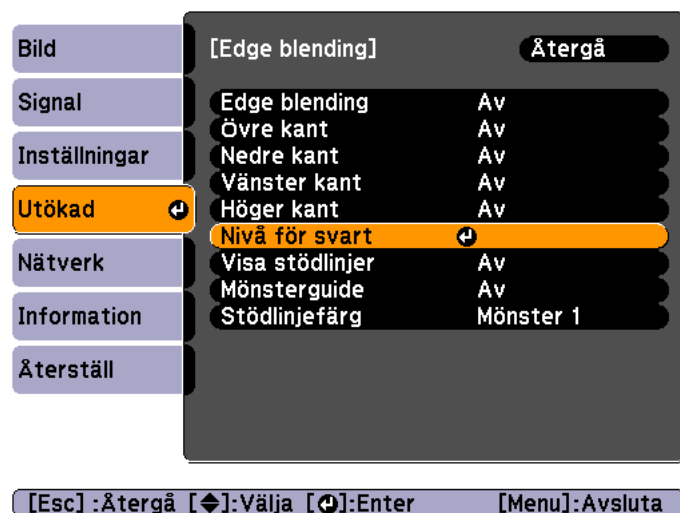 Bild
Signal
Inställningar
Utökad
Nätverk
Information
Återställ
[Edge blending] Återgå
Edge blending Av
Övre kant Av
Nedre kant Av
Vänster kant Av
Höger kant Av
Nivå för svart
Visa stödlinjer Av
Mönsterguide Av
Stödlinjefärg Mönster 1
[Esc] :Återgå [◆]:Välja [↵]:Enter [Menu]:Avsluta